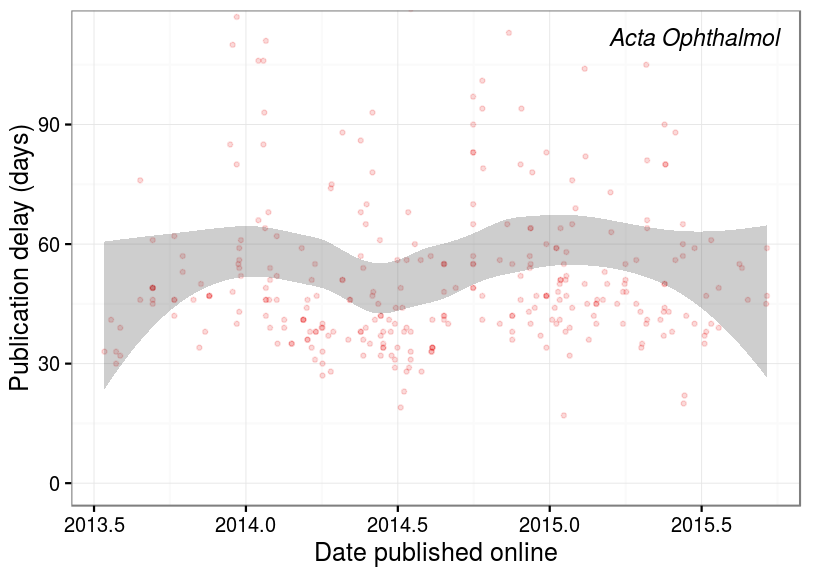 Acta Ophthalmol
Publication delay (days)
90
60
30
0
2013.5 2014.0 2014.5 2015.0 2015.5
Date published online